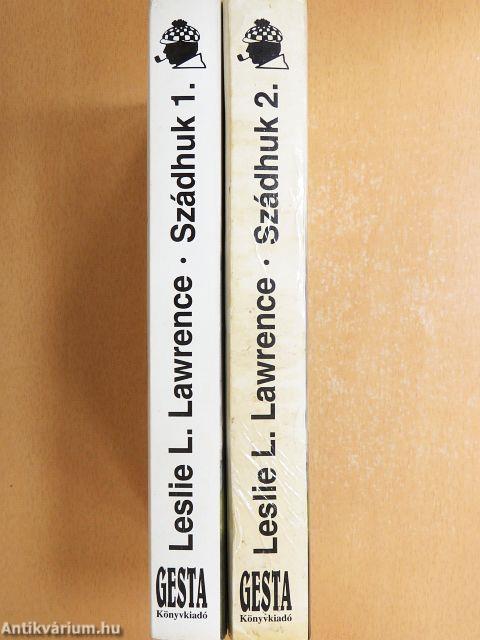 Leslie L. Lawrence · Szádhuk 1.
GESTA
Könyvkiadó
Leslie L. Lawrence · Szádhuk 2.
GESTA
Könyvkiadó
Antikvárium.hu